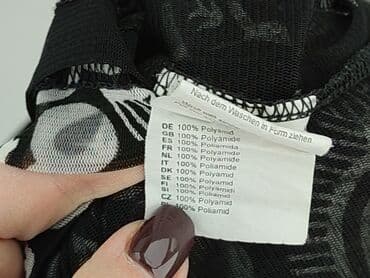 Nach dem Waschen in Form ziehen
DE 100% Polyamid
GB 100% Polyamide
ES 100% Poliamida
FR 100% Polyamide
NL 100% Polyamide
IT 100% Poliammide
DK 100% Polyamid
SE 100% Polyamid
FI 100% Polyamidi
SI 100% Poliamid
CZ 100% Polyamid
100% Poliamid